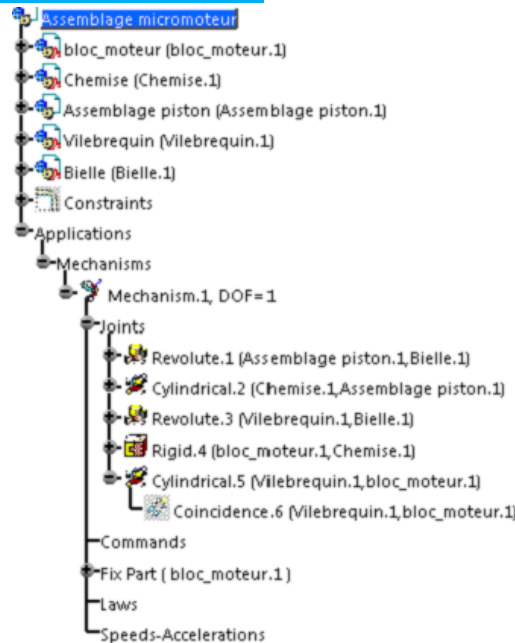 Assemblage micromoteur
bloc_moteur (bloc_moteur.1)
Chemise (Chemise.1)
Assemblage piston (Assemblage piston.1)
Vilebrequin (Vilebrequin.1)
Bielle (Bielle.1)
Constraints
Applications
Mechanisms
Mechanism.1, DOF=1
Joints
Revolute.1 (Assemblage piston.1,Bielle.1)
Cylindrical.2 (Chemise.1,Assemblage piston.1)
Revolute.3 (Vilebrequin.1,Bielle.1)
Rigid.4 (bloc_moteur.1,Chemise.1)
Cylindrical.5 (Vilebrequin.1,bloc_moteur.1)
Coincidence.6 (Vilebrequin.1,bloc_moteur.1)
Commands
Fix Part ( bloc_moteur.1 )
Laws
Speeds-Accelerations